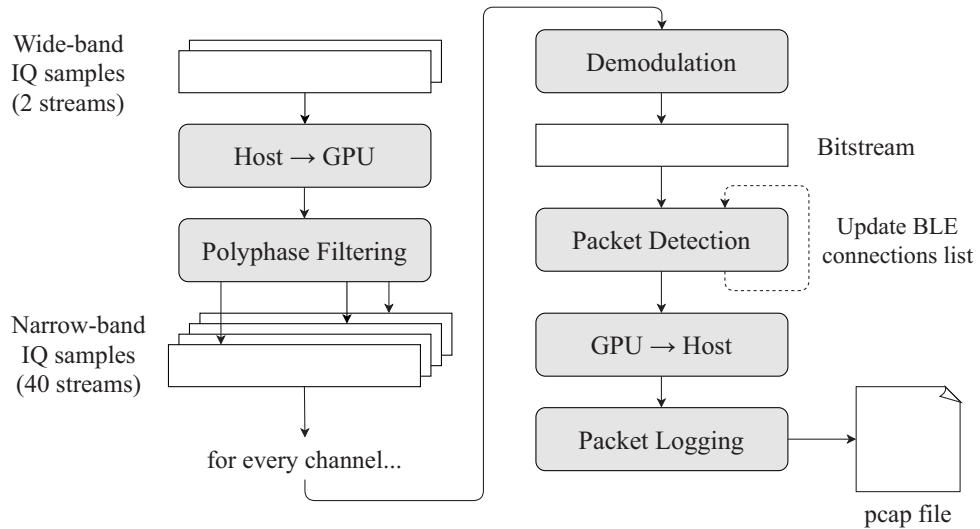 Wide-band
IQ samples
(2 streams)
Host → GPU
Polyphase Filtering
Narrow-band
IQ samples
(40 streams)
for every channel...
Demodulation
Bitstream
Packet Detection
Update BLE
connections list
GPU → Host
Packet Logging
pcap file